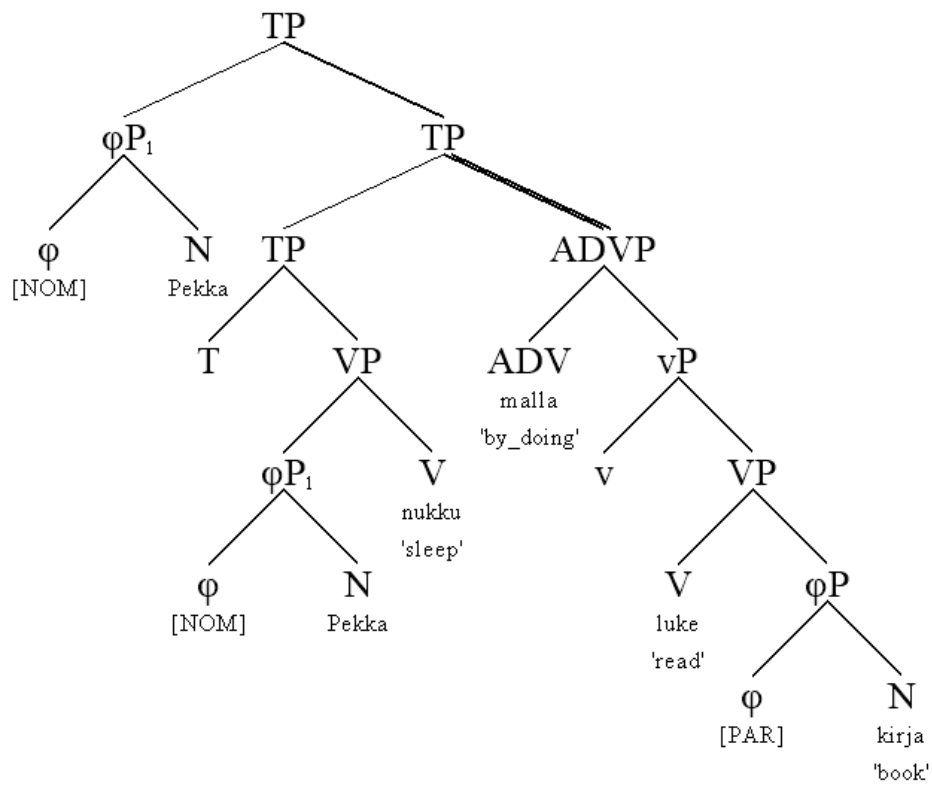 TP
φP₁ TP
φ N TP ADVP
[NOM] Pekka
T VP ADV vP
malla
'by_doing'
φP₁ V v VP
nukku
'sleep'
φ N V φP
[NOM] Pekka luke
'read'
φ N
[PAR] kirja
'book'